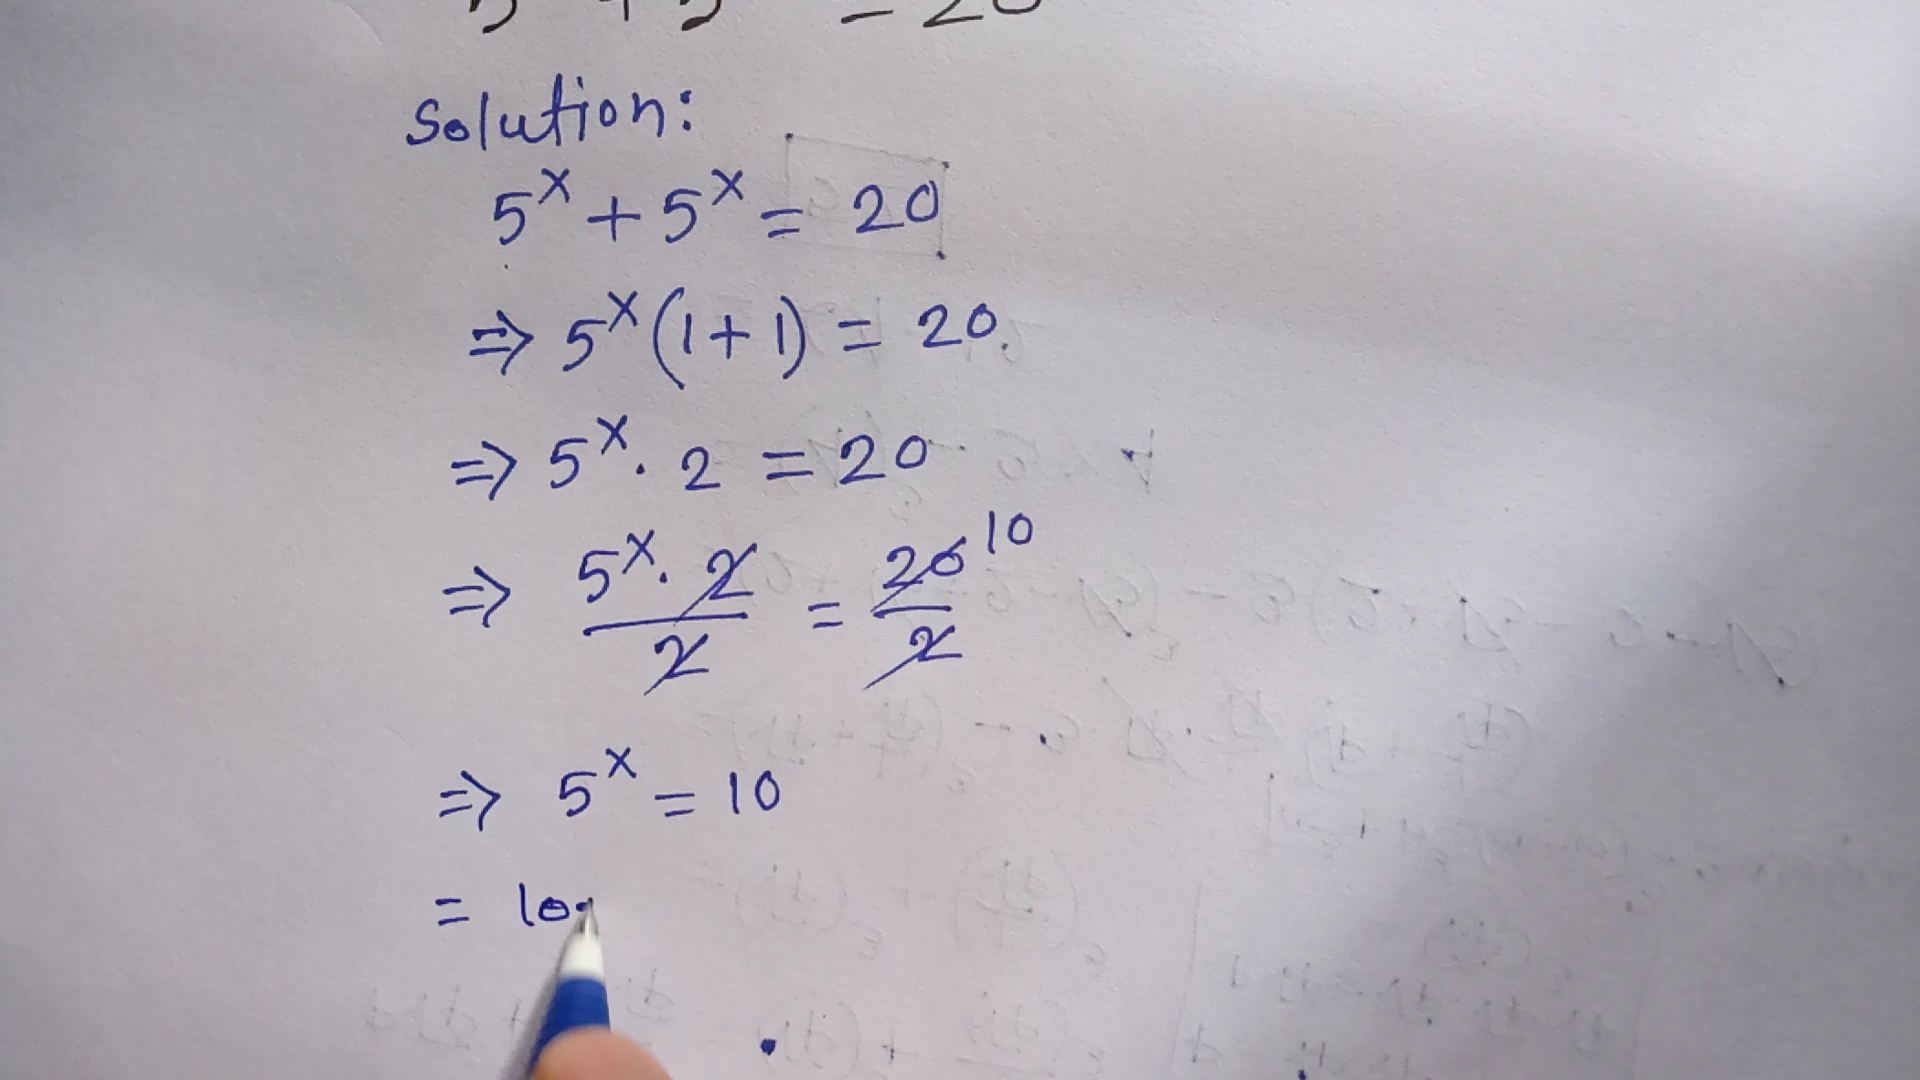 Solution:
5^x + 5^x = 20
⇒ 5^x (1 + 1) = 20
⇒ 5^x . 2 = 20
⇒ 5^x . 2 / 2 = 20 / 2 10
⇒ 5^x = 10
= lo